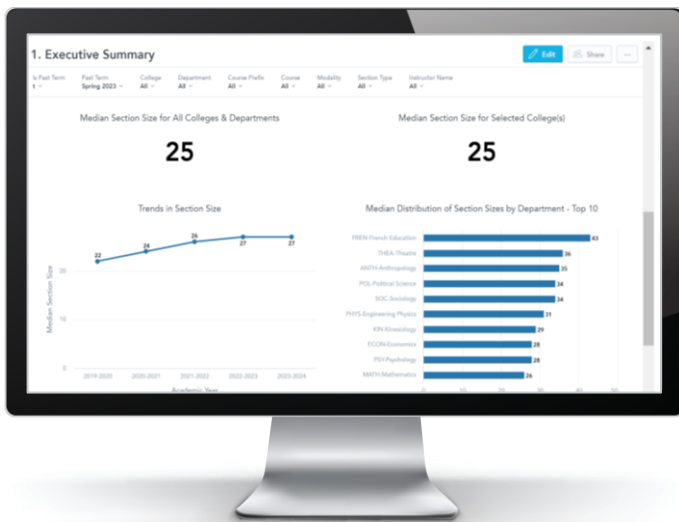 1. Executive Summary
Edit
Share
Is Past Term
Past Term
College
Department
Course Prefix
Course
Modality
Section Type
Instructor Name
1
Spring 2023
All
All
All
All
All
All
All
Median Section Size for All Colleges & Departments
25
Median Section Size for Selected College(s)
25
Trends in Section Size
Median Section Size
20
10
0
22
24
26
27
27
2019-2020
2020-2021
2021-2022
2022-2023
2023-2024
Academic Year
Median Distribution of Section Sizes by Department - Top 10
FREN-French Education
43
THEA-Theatre
36
ANTH-Anthropology
35
POL-Political Science
34
SOC-Sociology
34
PHYS-Engineering Physics
31
KIN-Kinesiology
29
ECON-Economics
28
PSY-Psychology
28
MATH-Mathematics
26
0
10
20
30
40
50